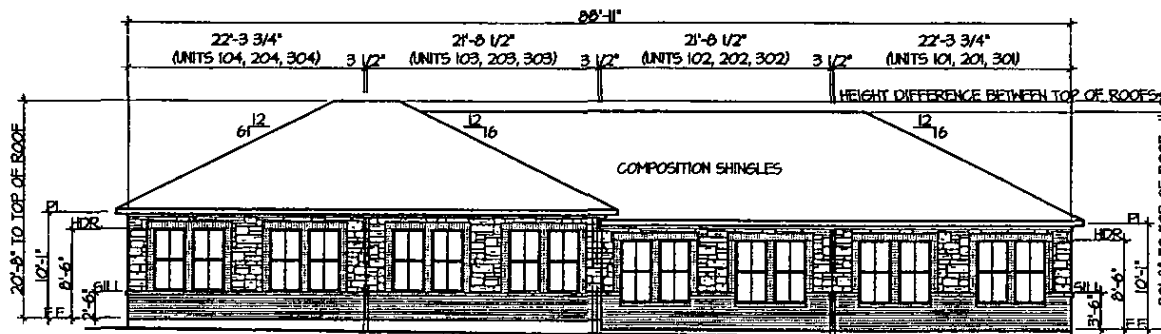 88'-11"
22'-3 3/4"
(UNITS 104, 204, 304)
3 1/2"
21'-8 1/2"
(UNITS 103, 203, 303)
3 1/2"
21'-8 1/2"
(UNITS 102, 202, 302)
3 1/2"
22'-3 3/4"
(UNITS 101, 201, 301)
HEIGHT DIFFERENCE BETWEEN TOP OF ROOFS
12
6
12
6
12
6
COMPOSITION SHINGLES
20'-8" TO TOP OF ROOF
Pl
HDR.
10'-1"
8'-6"
SILL
2'-6"
F.F.
Pl
HDR
SILL
8'-6"
10'-1"
3'-6"
F.F.